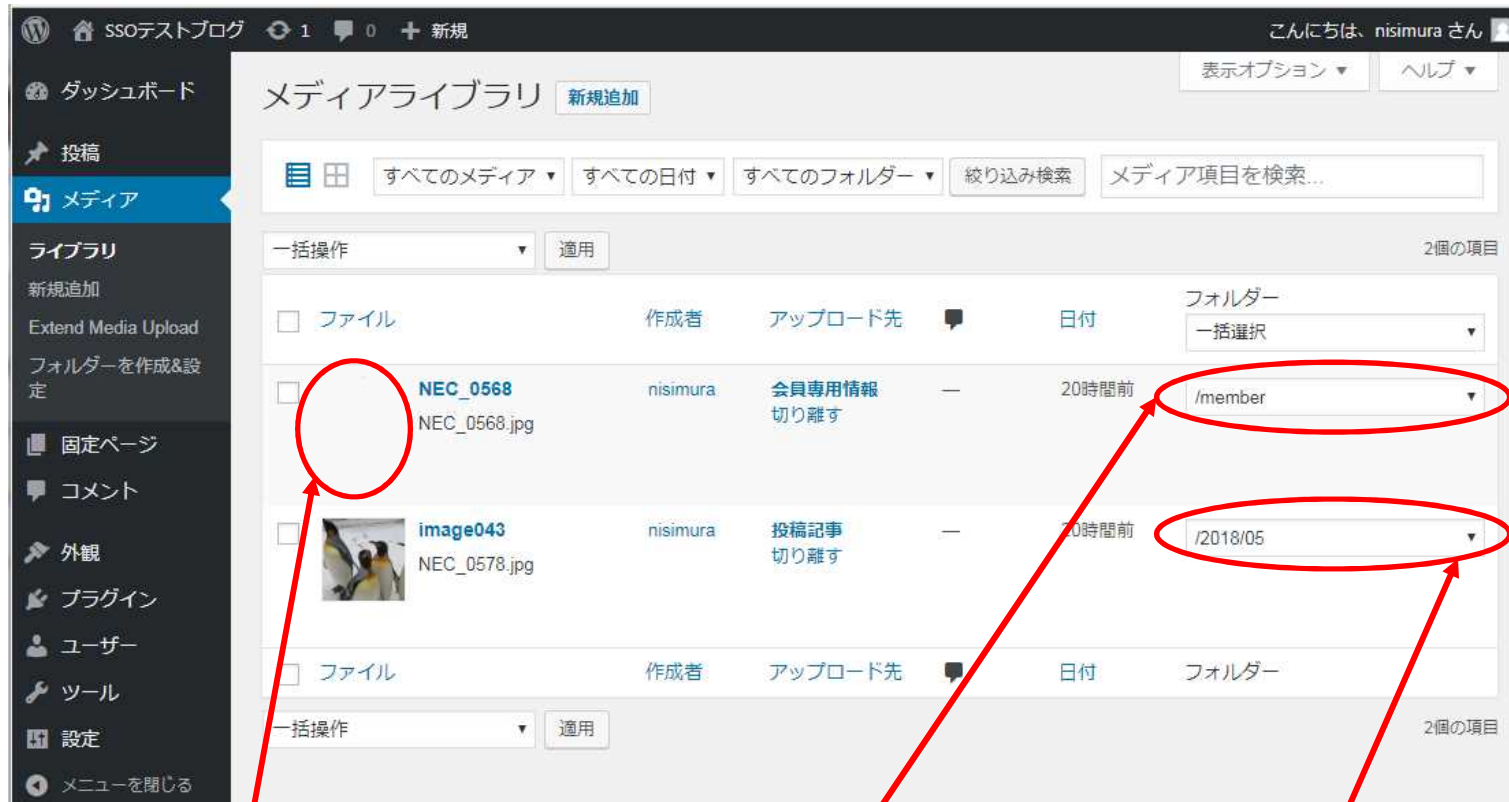 SSOテストブログ 1 0 新規 こんにちは、nisimura さん
表示オプション ▼ ヘルプ ▼
ダッシュボード
投稿
メディア
ライブラリ
新規追加
Extend Media Upload
フォルダーを作成&設
定
固定ページ
コメント
外観
プラグイン
ユーザー
ツール
設定
メニューを閉じる
メディアライブラリ 新規追加
すべてのメディア ▼ すべての日付 ▼ すべてのフォルダー ▼ 絞り込み検索 メディア項目を検索...
一括操作 ▼ 適用 2個の項目
ファイル 作成者 アップロード先 日付 フォルダー
一括選択 ▼
NEC_0568 nisimura 会員専用情報 — 20時間前 /member ▼
NEC_0568.jpg 切り離す
image043 nisimura 投稿記事 — 20時間前 /2018/05 ▼
NEC_0578.jpg 切り離す
ファイル 作成者 アップロード先 日付 フォルダー
一括操作 ▼ 適用 2個の項目